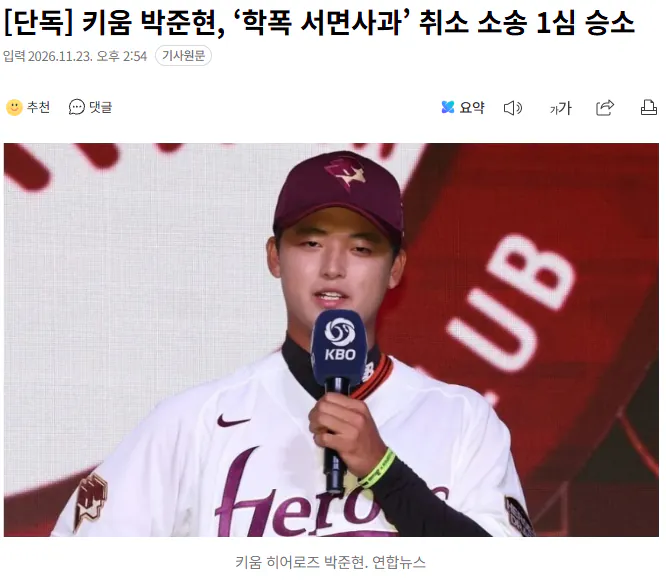 [단독] 키움 박준현, ‘학폭 서면사과’ 취소 소송 1심 승소
입력 2026.11.23. 오후 2:54 기사원문
추천 댓글 요약 가가
LUB
KBO
Heroes
키움 히어로즈 박준현. 연합뉴스